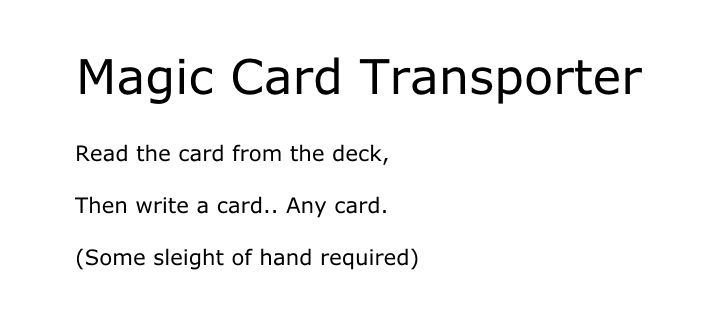 Magic Card Transporter
Read the card from the deck,
Then write a card.. Any card.
(Some sleight of hand required)